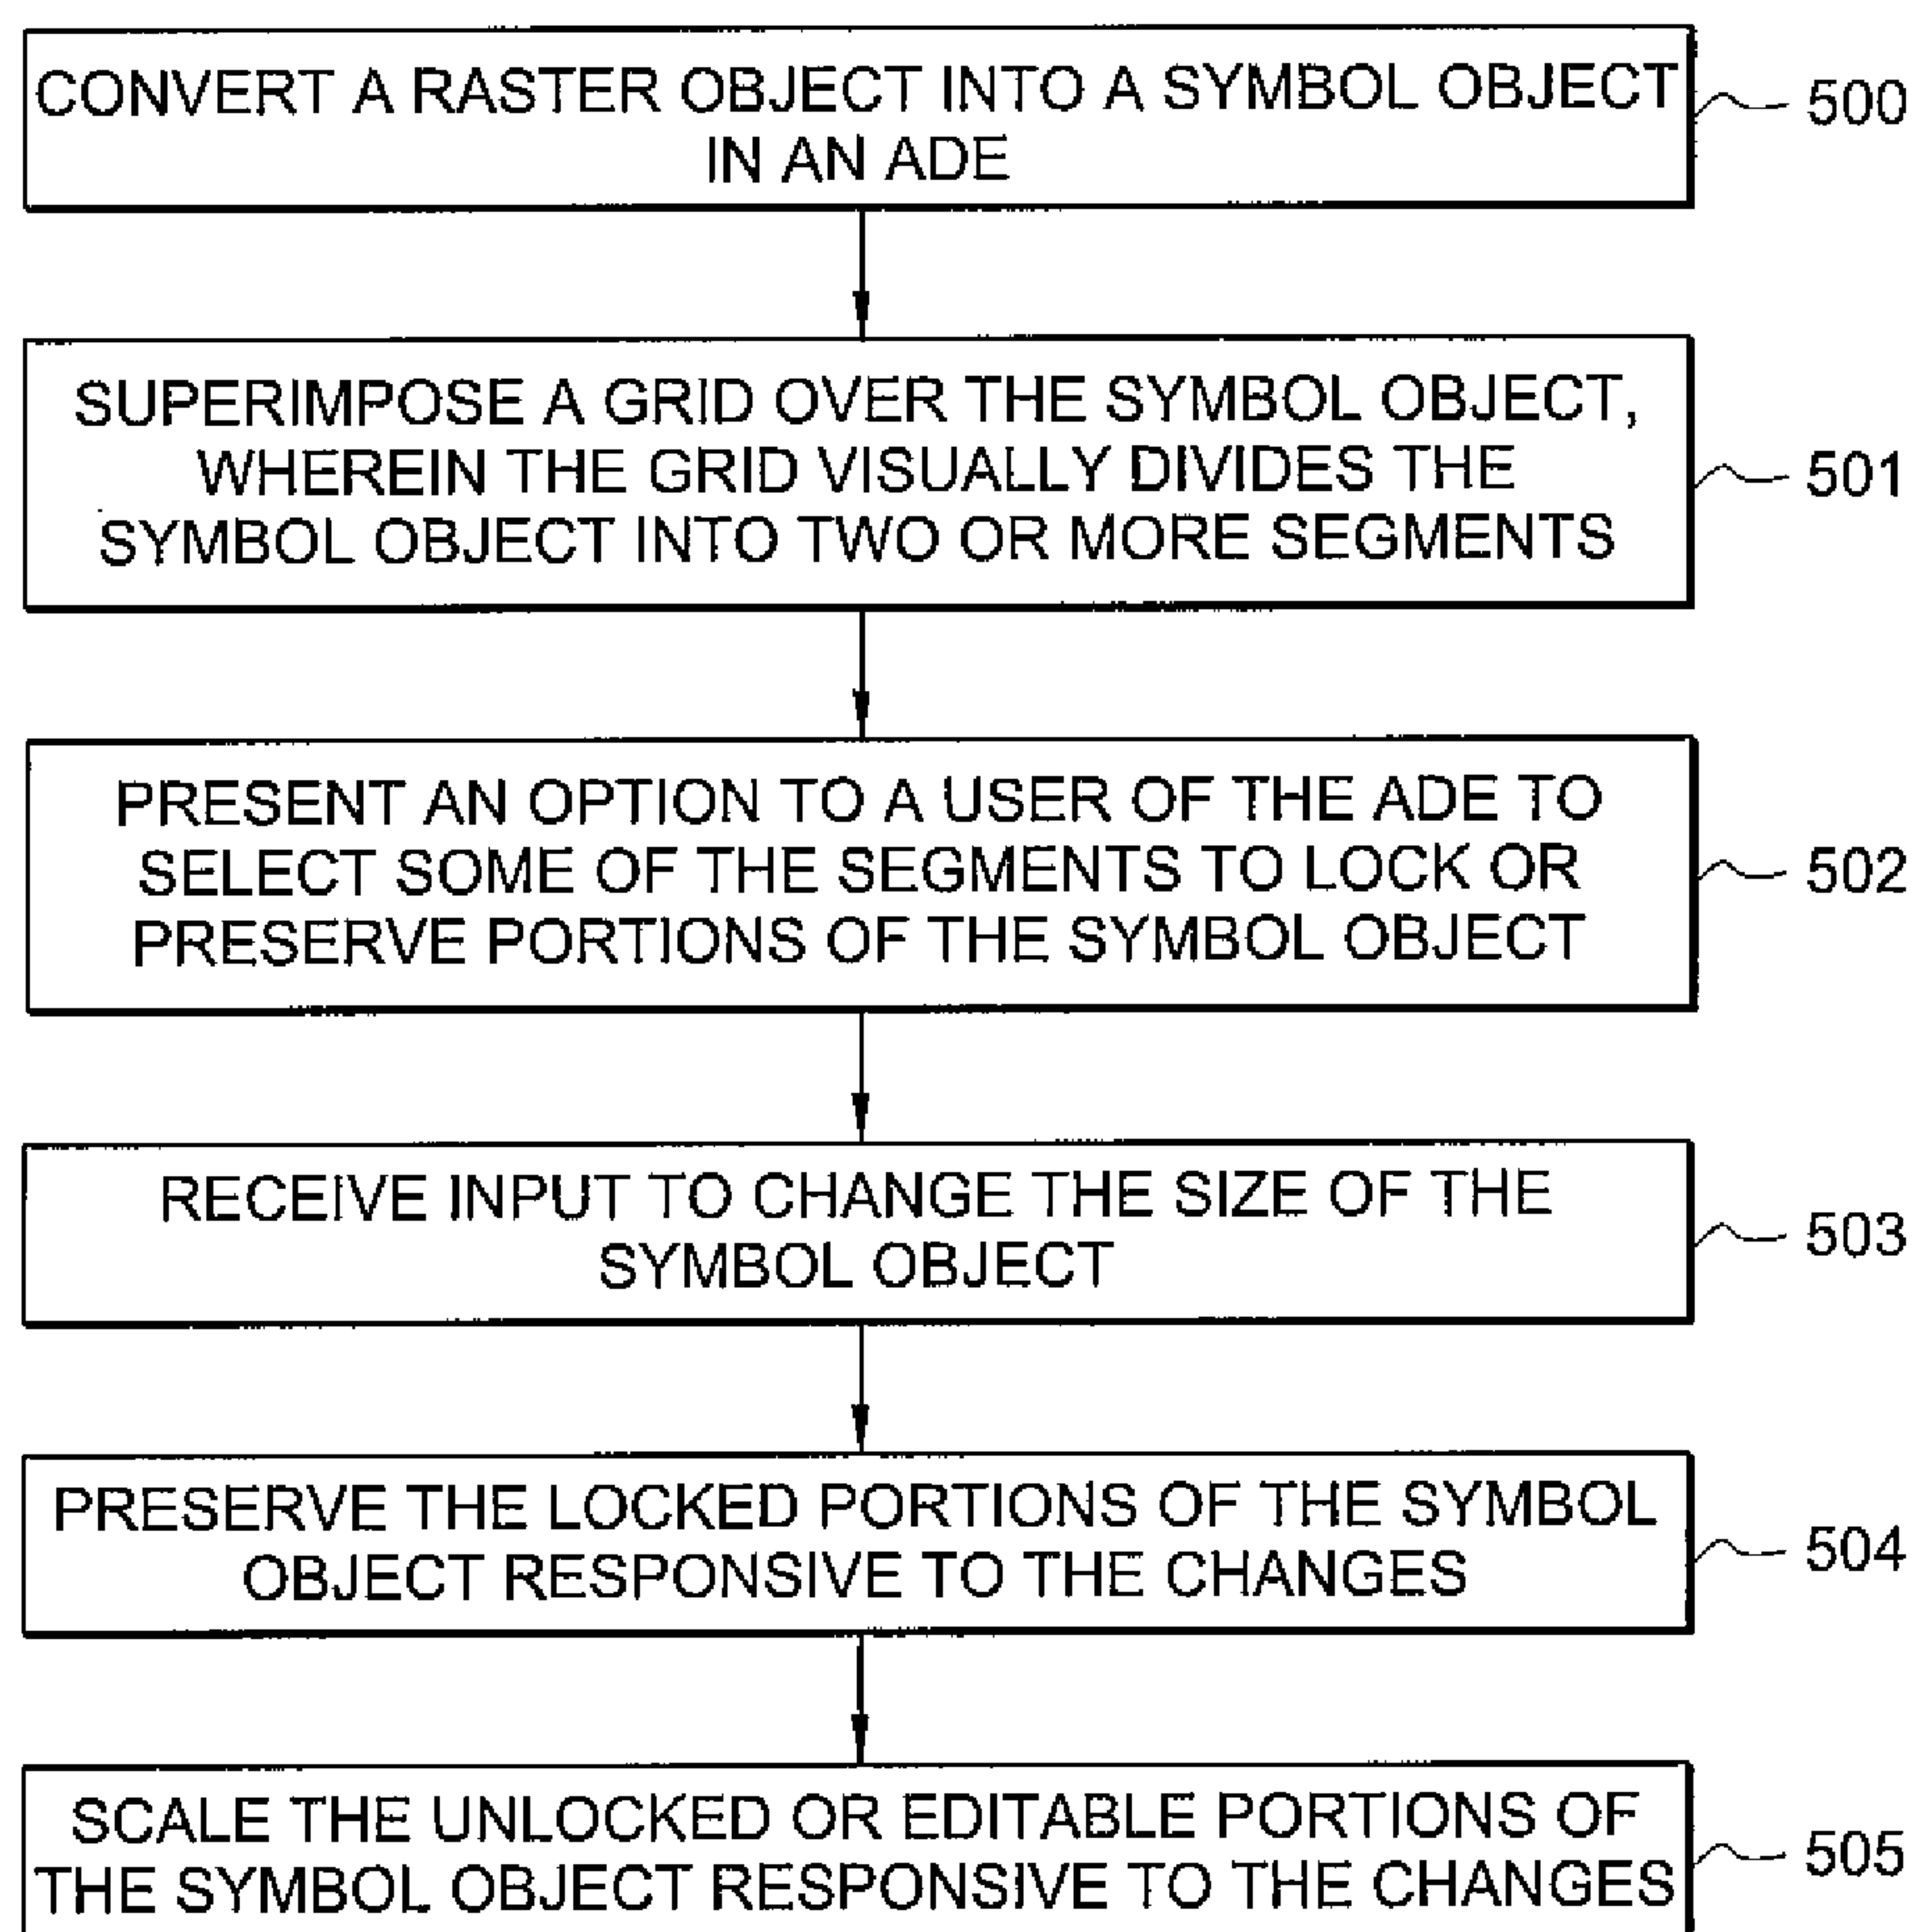 CONVERT A RASTER OBJECT INTO A SYMBOL OBJECT
IN AN ADE
500
SUPERIMPOSE A GRID OVER THE SYMBOL OBJECT,
WHEREIN THE GRID VISUALLY DIVIDES THE
SYMBOL OBJECT INTO TWO OR MORE SEGMENTS
501
PRESENT AN OPTION TO A USER OF THE ADE TO
SELECT SOME OF THE SEGMENTS TO LOCK OR
PRESERVE PORTIONS OF THE SYMBOL OBJECT
502
RECEIVE INPUT TO CHANGE THE SIZE OF THE
SYMBOL OBJECT
503
PRESERVE THE LOCKED PORTIONS OF THE SYMBOL
OBJECT RESPONSIVE TO THE CHANGES
504
SCALE THE UNLOCKED OR EDITABLE PORTIONS OF
THE SYMBOL OBJECT RESPONSIVE TO THE CHANGES
505